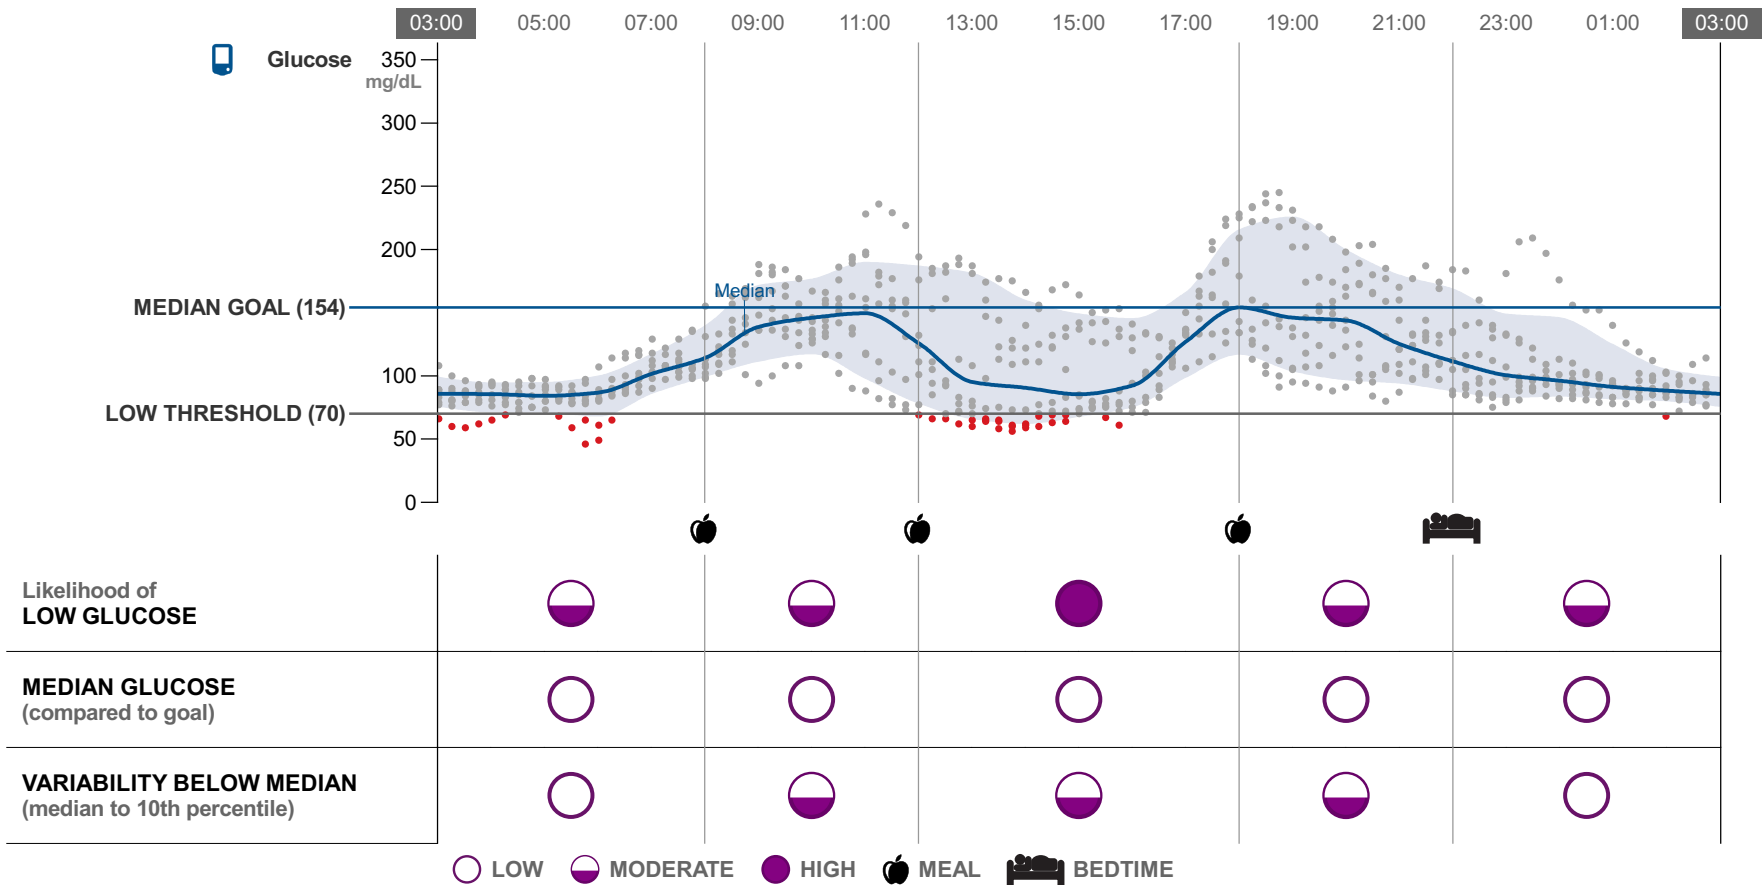 03:00 05:00 07:00 09:00 11:00 13:00 15:00 17:00 19:00 21:00 23:00 01:00 03:00
Glucose 350
mg/dL
300
250
200
Median
MEDIAN GOAL (154)
100
LOW THRESHOLD (70)
50
0
Likelihood of
LOW GLUCOSE
MEDIAN GLUCOSE
(compared to goal)
VARIABILITY BELOW MEDIAN
(median to 10th percentile)
LOW MODERATE HIGH MEAL BEDTIME